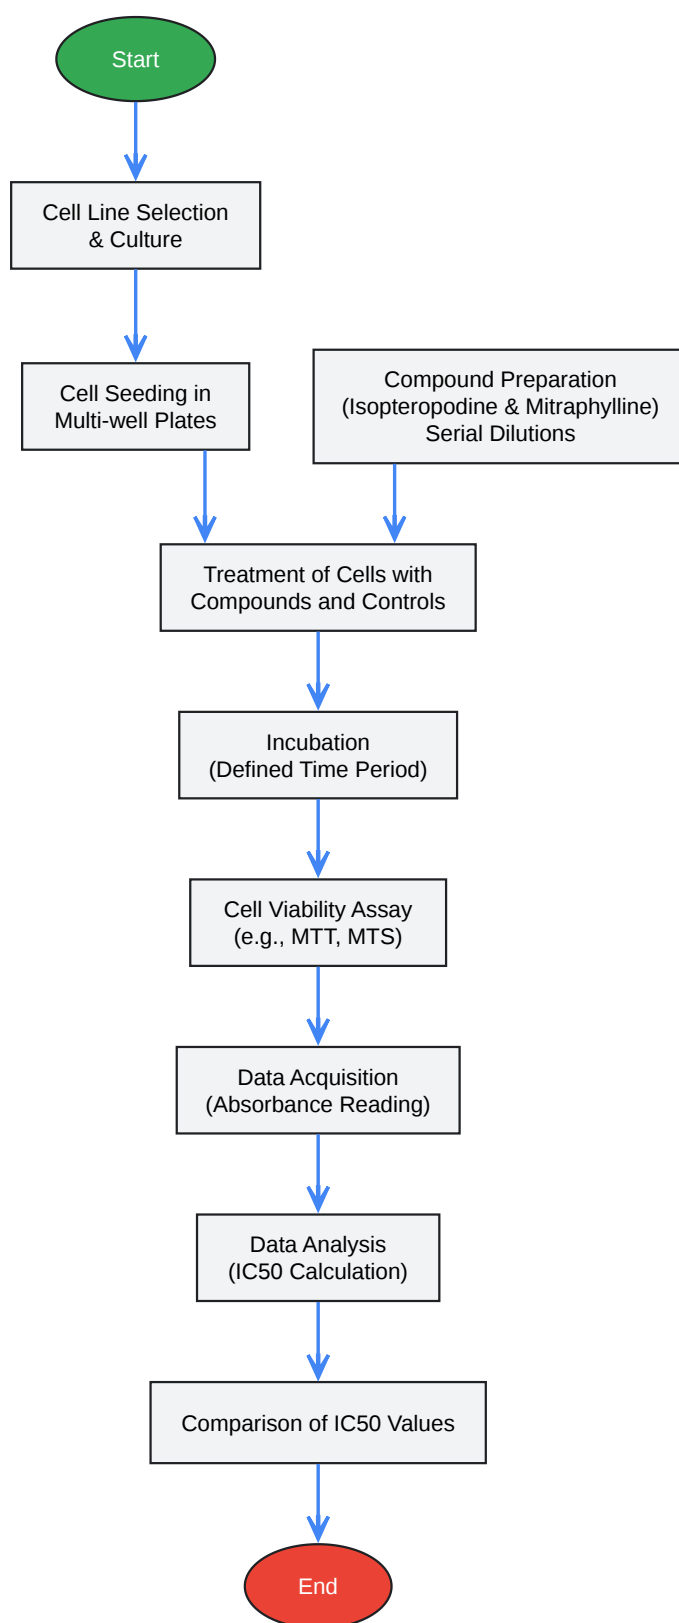 Start
Cell Line Selection
& Culture
Cell Seeding in
Multi-well Plates
Compound Preparation
(Isopteropodine & Mitraphylline)
Serial Dilutions
Treatment of Cells with
Compounds and Controls
Incubation
(Defined Time Period)
Cell Viability Assay
(e.g., MTT, MTS)
Data Acquisition
(Absorbance Reading)
Data Analysis
(IC50 Calculation)
Comparison of IC50 Values
End